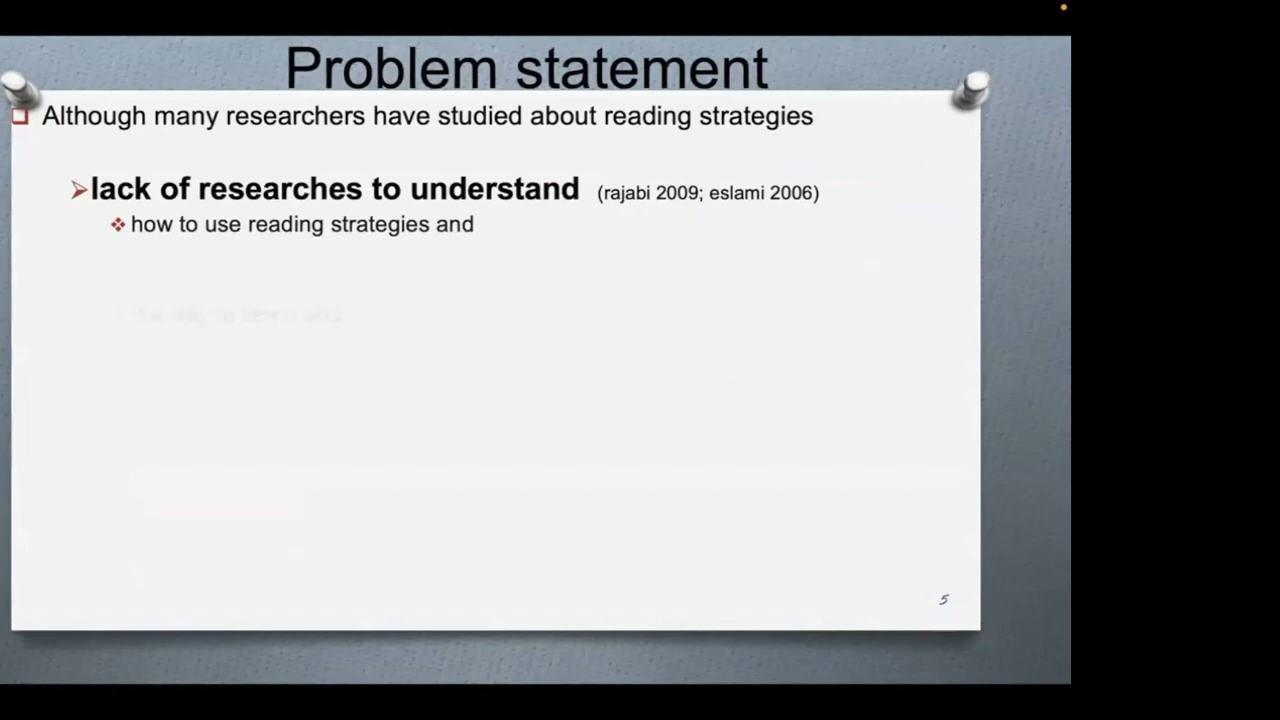 Problem statement
Although many researchers have studied about reading strategies
lack of researches to understand (rajabi 2009; eslami 2006)
how to use reading strategies and
5